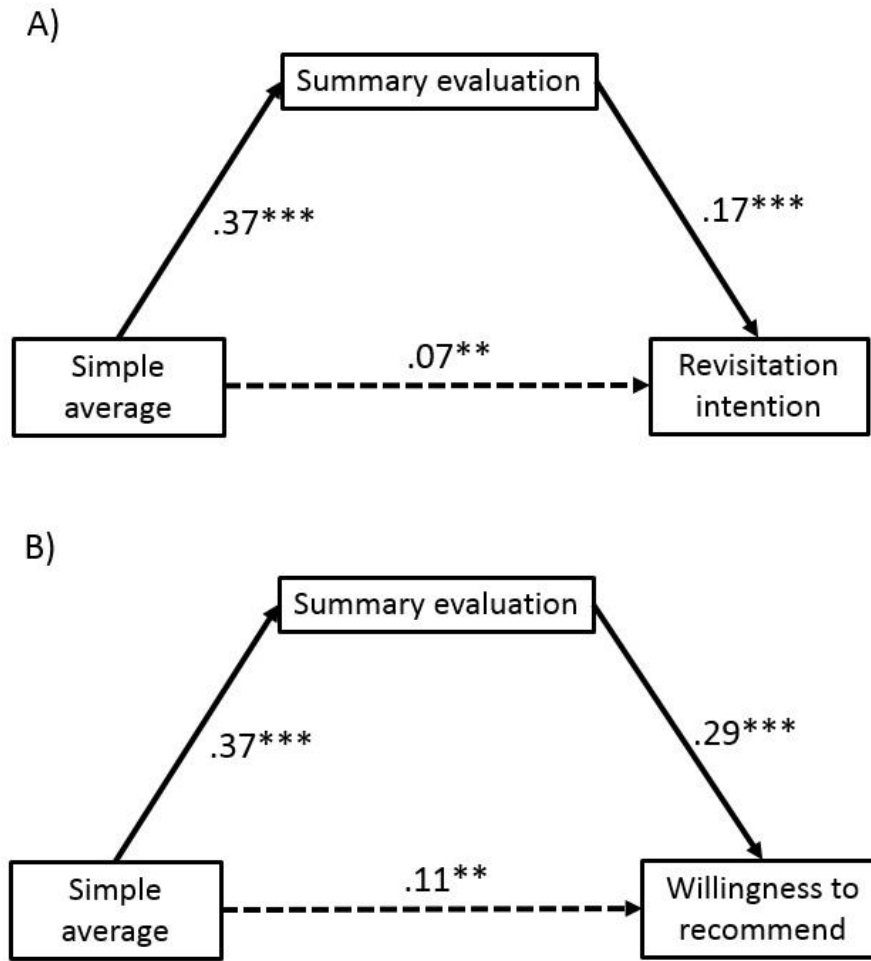 A)
Summary evaluation
.37***
.17***
Simple
average
.07**
Revisitation
intention
B)
Summary evaluation
.37***
.29***
Simple
average
.11**
Willingness to
recommend